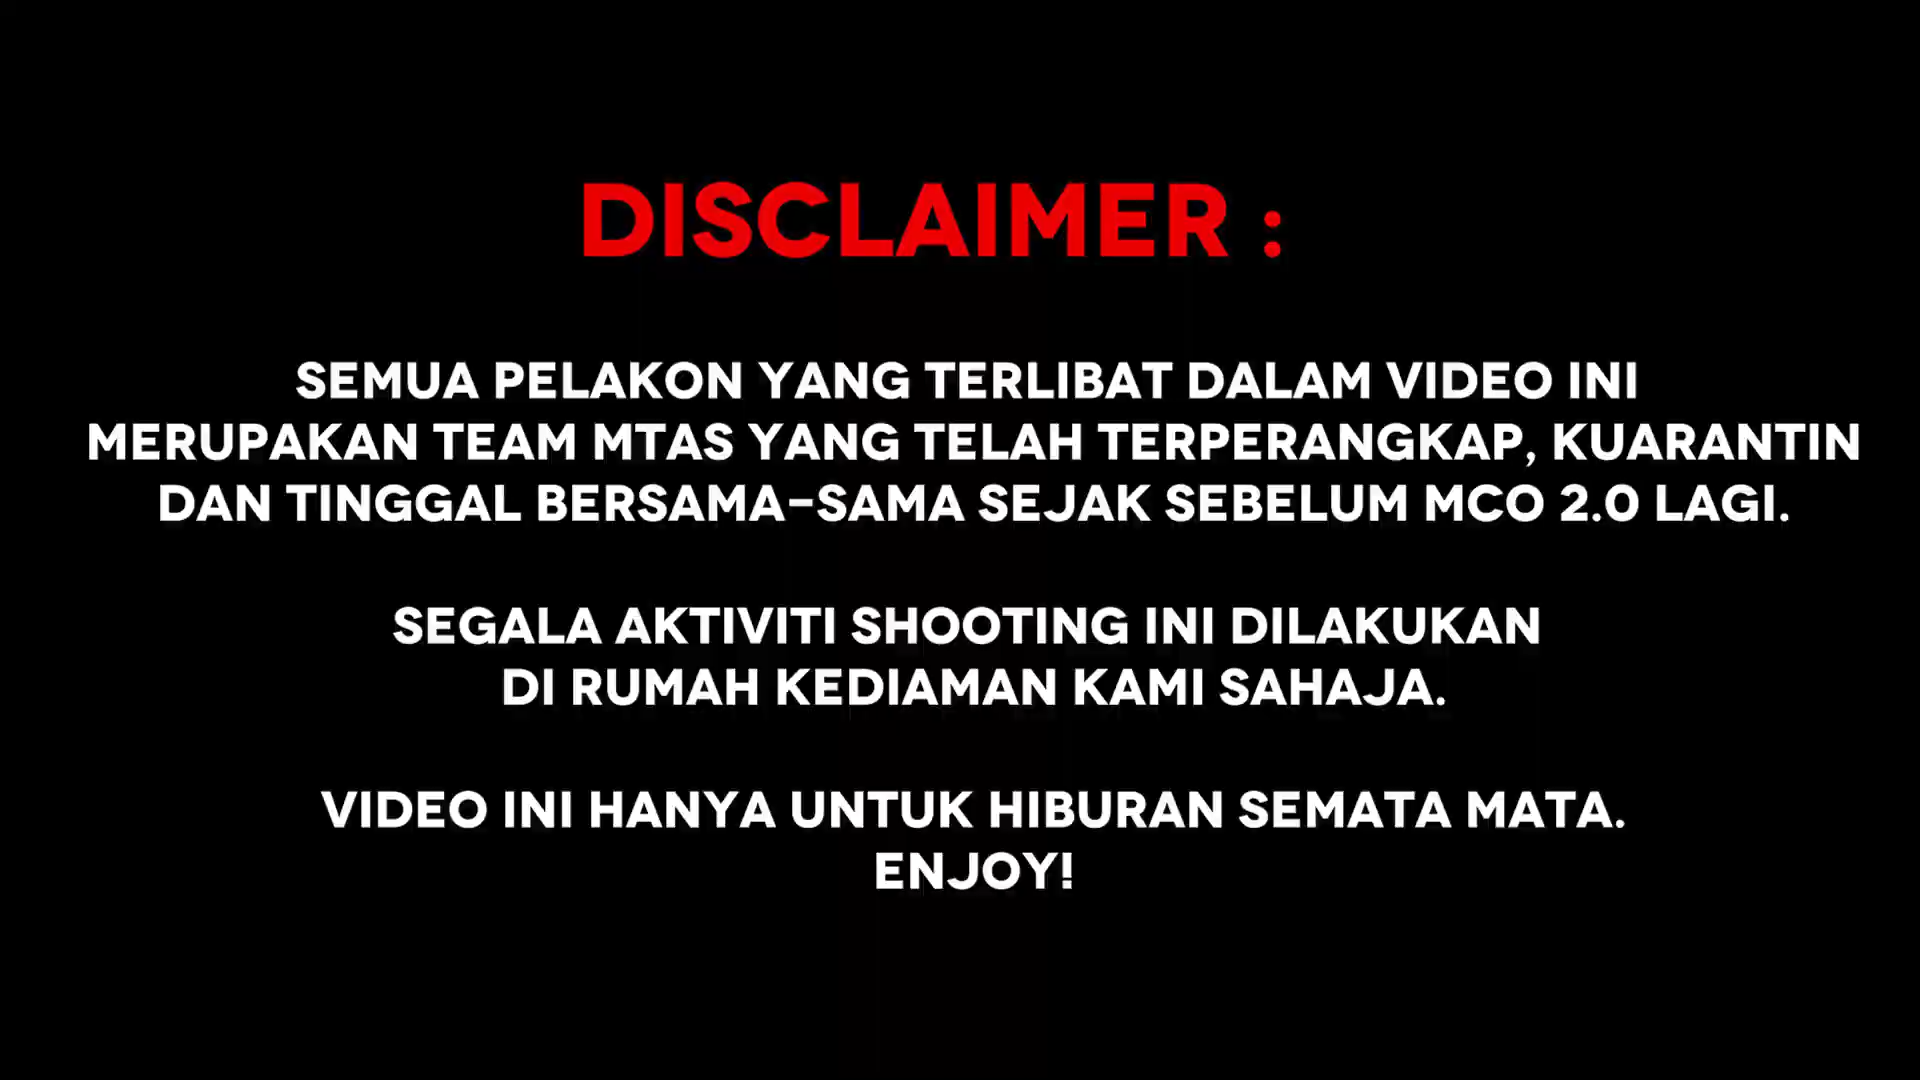 DISCLAIMER :
SEMUA PELAKON YANG TERLIBAT DALAM VIDEO INI
MERUPAKAN TEAM MTAS YANG TELAH TERPERANGKAP, KUARANTIN
DAN TINGGAL BERSAMA-SAMA SEJAK SEBELUM MCO 2.0 LAGI.
SEGALA AKTIVITI SHOOTING INI DILAKUKAN
DI RUMAH KEDIAMAN KAMI SAHAJA.
VIDEO INI HANYA UNTUK HIBURAN SEMATA MATA.
ENJOY!